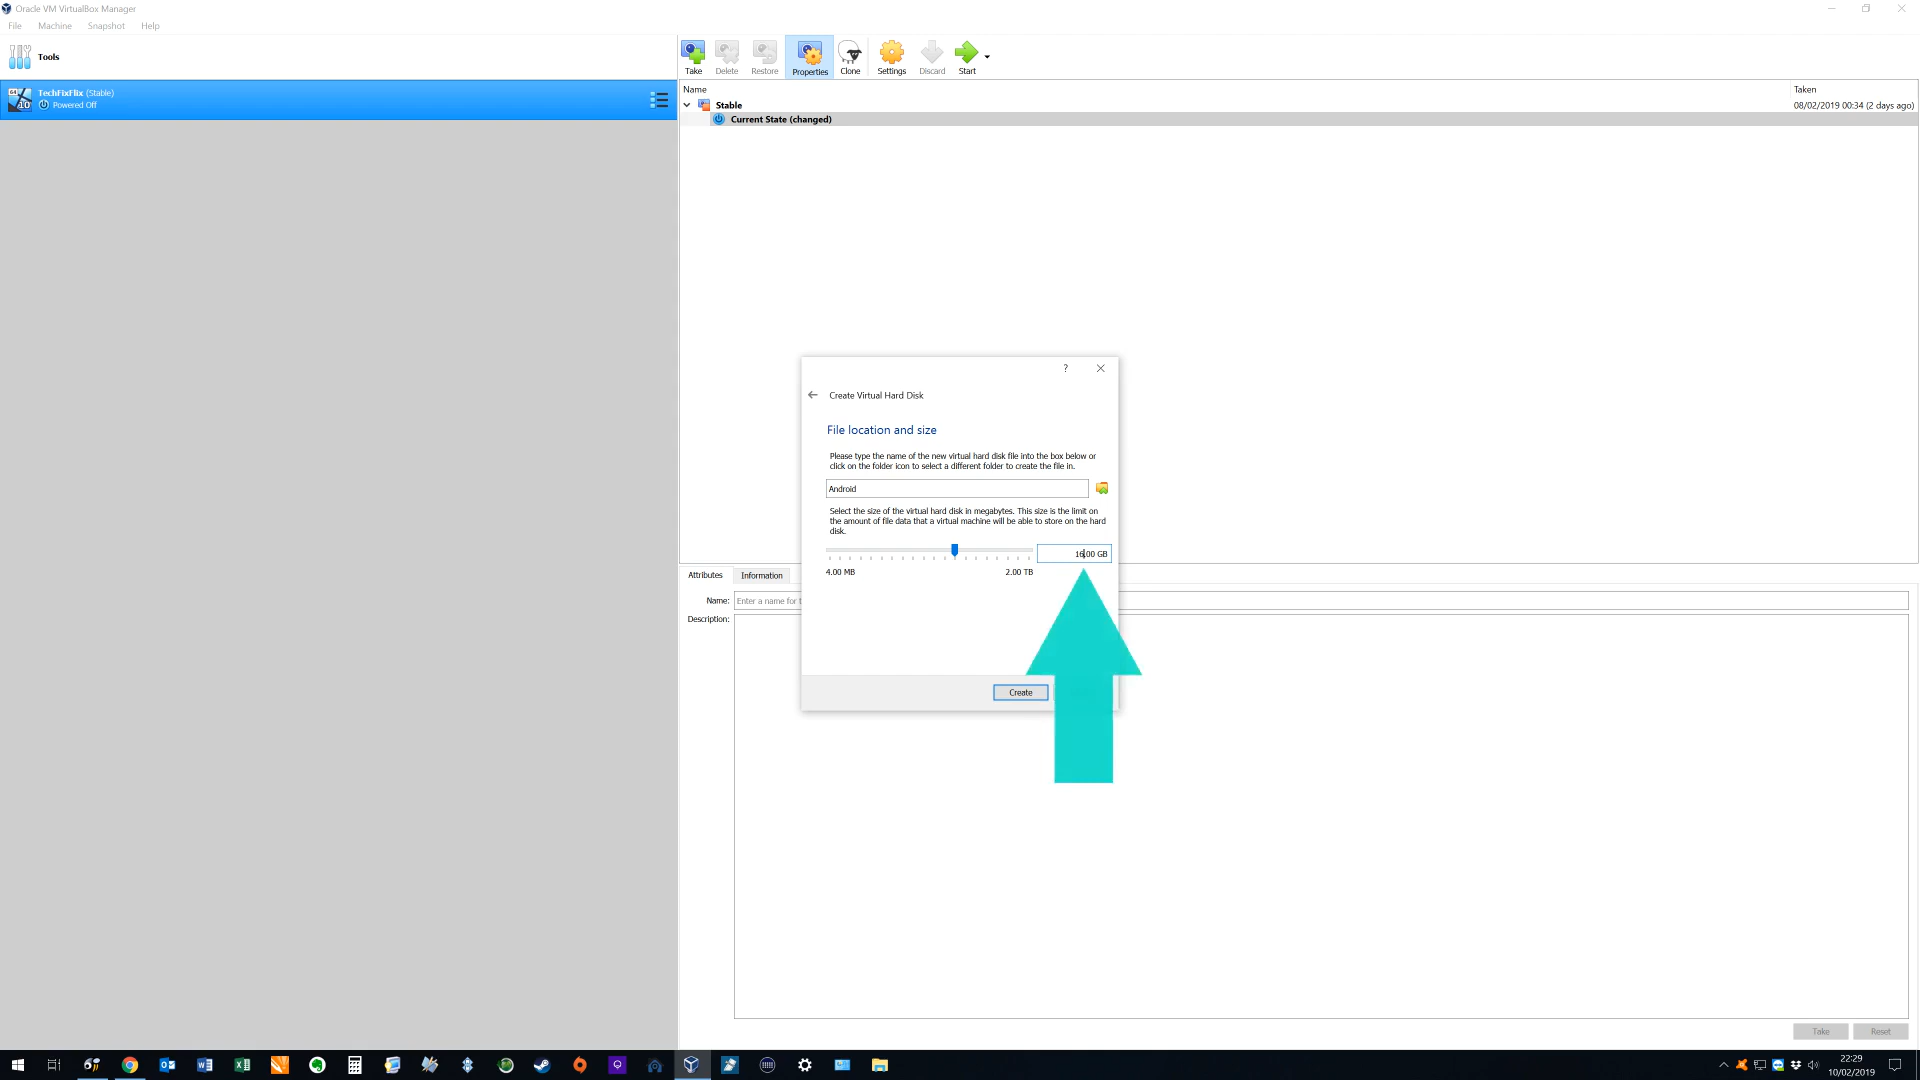 Oracle VM VirtualBox Manager
File Machine Snapshot Help
Tools
Take Delete Restore Properties Clone Settings Discard Start
TechFixFlix (Stable)
Powered Off
64
10
Name Taken
Stable 08/02/2019 00:34 (2 days ago)
Current State (changed)
?
Create Virtual Hard Disk
File location and size
Please type the name of the new virtual hard disk file into the box below or
click on the folder icon to select a different folder to create the file in.
Android
Select the size of the virtual hard disk in megabytes. This size is the limit on
the amount of file data that a virtual machine will be able to store on the hard
disk.
16.00 GB
4.00 MB 2.00 TB
Create
Attributes Information
Name: Enter a name for t
Description:
Take Reset
22:29
10/02/2019